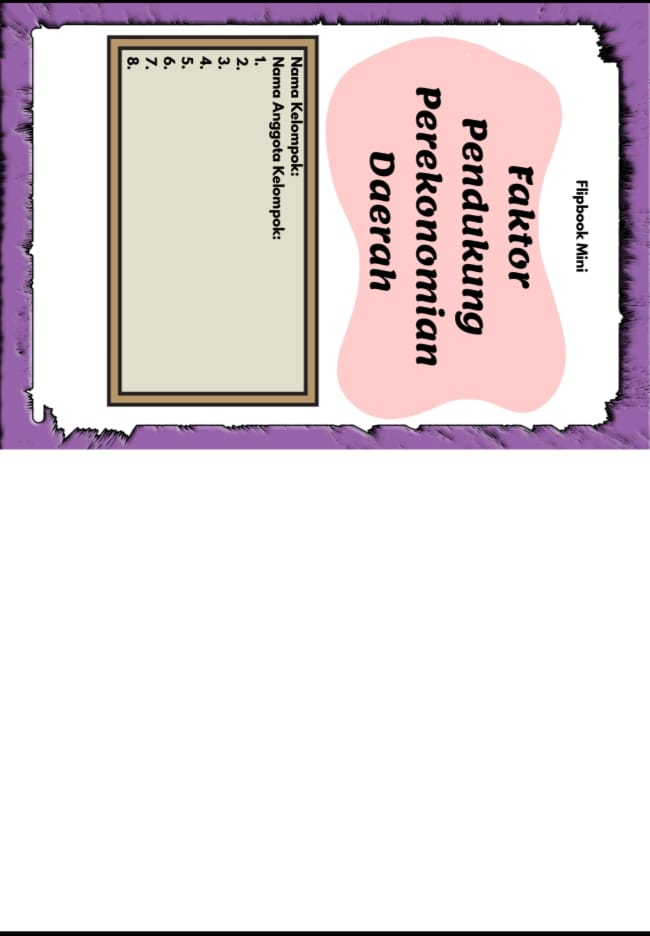 Flipbook Mini
Faktor
Pendukung
Perekonomian
Daerah
Nama Kelompok:
Nama Anggota Kelompok:
1.
2.
3.
4.
5.
6.
7.
8.